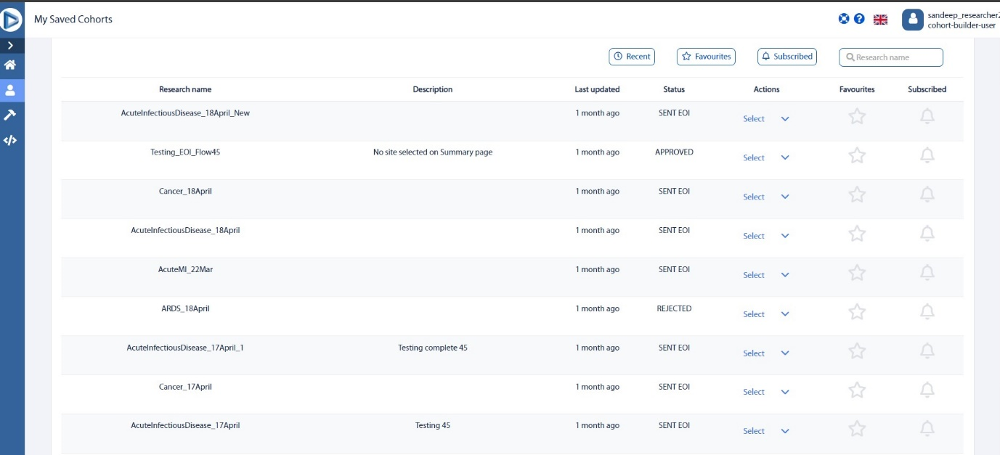 My Saved Cohorts
sandeep_researcher2
cohort-builder-user
Recent Favourites Subscribed Research name
Research name Description Last updated Status Actions Favourites Subscribed
AcuteInfectiousDisease_18April_New 1 month ago SENT EOI Select
Testing_EOI_Flow45 No site selected on Summary page 1 month ago APPROVED Select
Cancer_18April 1 month ago SENT EOI Select
AcuteInfectiousDisease_18April 1 month ago SENT EOI Select
AcuteMI_22Mar 1 month ago SENT EOI Select
ARDS_18April 1 month ago REJECTED Select
AcuteInfectiousDisease_17April_1 Testing complete 45 1 month ago SENT EOI Select
Cancer_17April 1 month ago SENT EOI Select
AcuteInfectiousDisease_17April Testing 45 1 month ago SENT EOI Select